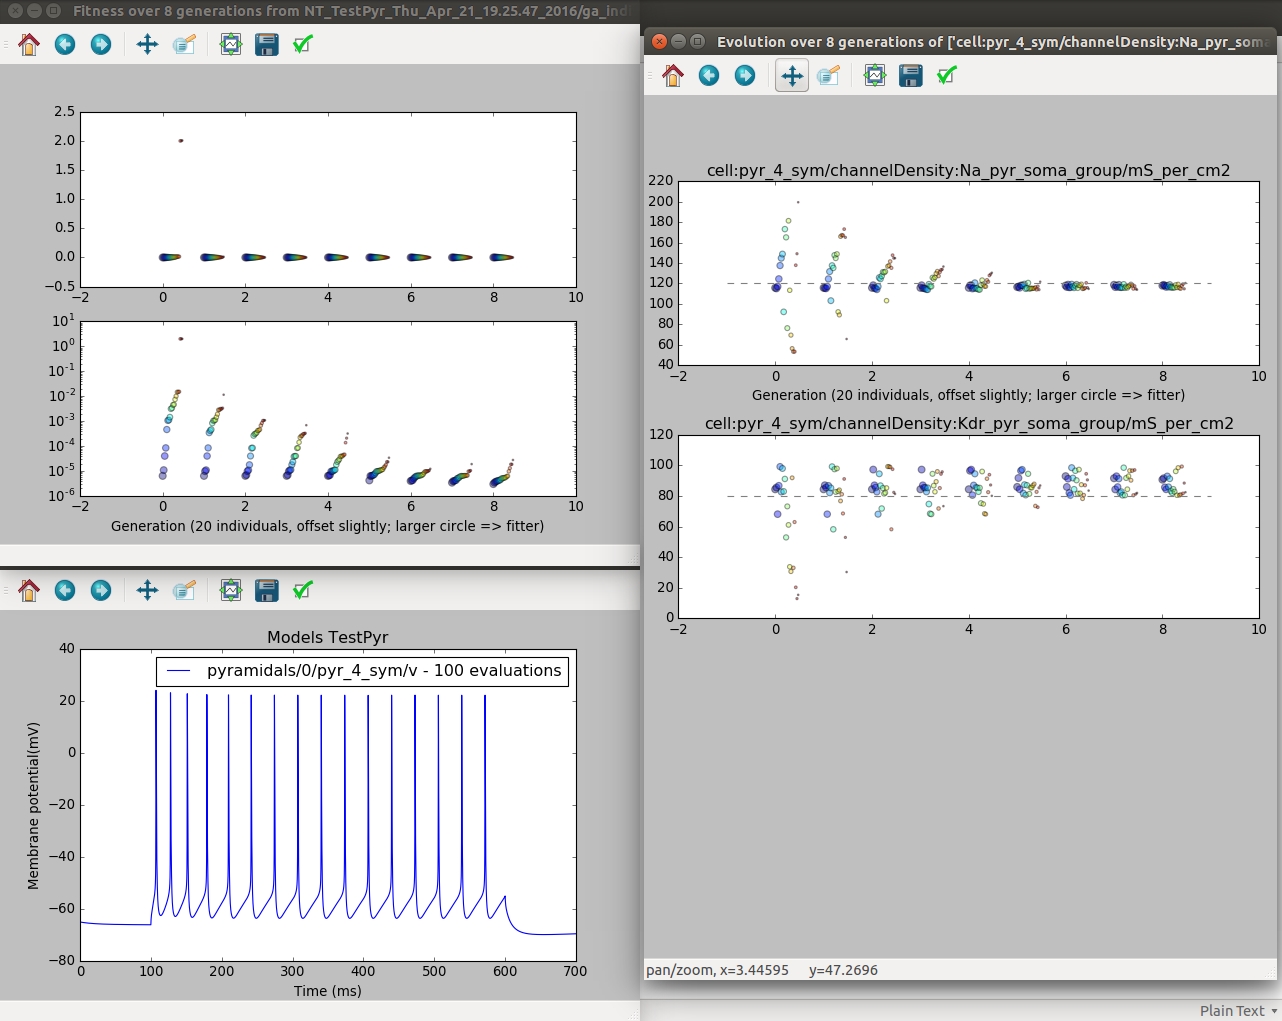 Fitness over 8 generations from NT_TestPyr_Thu_Apr_21_19.25.47_2016/ga_ind
2.5
2.0
1.5
1.0
0.5
0.0
−0.5
−2 0 2 4 6 8 10
10^1
10^0
10^-1
10^-2
10^-3
10^-4
10^-5
10^-6
−2 0 2 4 6 8 10
Generation (20 individuals, offset slightly; larger circle => fitter)
Models TestPyr
pyramidals/0/pyr_4_sym/v - 100 evaluations
Membrane potential(mV)
40
20
0
−20
−40
−60
−80
0 100 200 300 400 500 600 700
Time (ms)
Evolution over 8 generations of ['cell:pyr_4_sym/channelDensity:Na_pyr_soma
cell:pyr_4_sym/channelDensity:Na_pyr_soma_group/mS_per_cm2
220
200
180
160
140
120
100
80
60
40
−2 0 2 4 6 8 10
Generation (20 individuals, offset slightly; larger circle => fitter)
cell:pyr_4_sym/channelDensity:Kdr_pyr_soma_group/mS_per_cm2
120
100
80
60
40
20
0
−2 0 2 4 6 8 10
pan/zoom, x=3.44595 y=47.2696
Plain Text